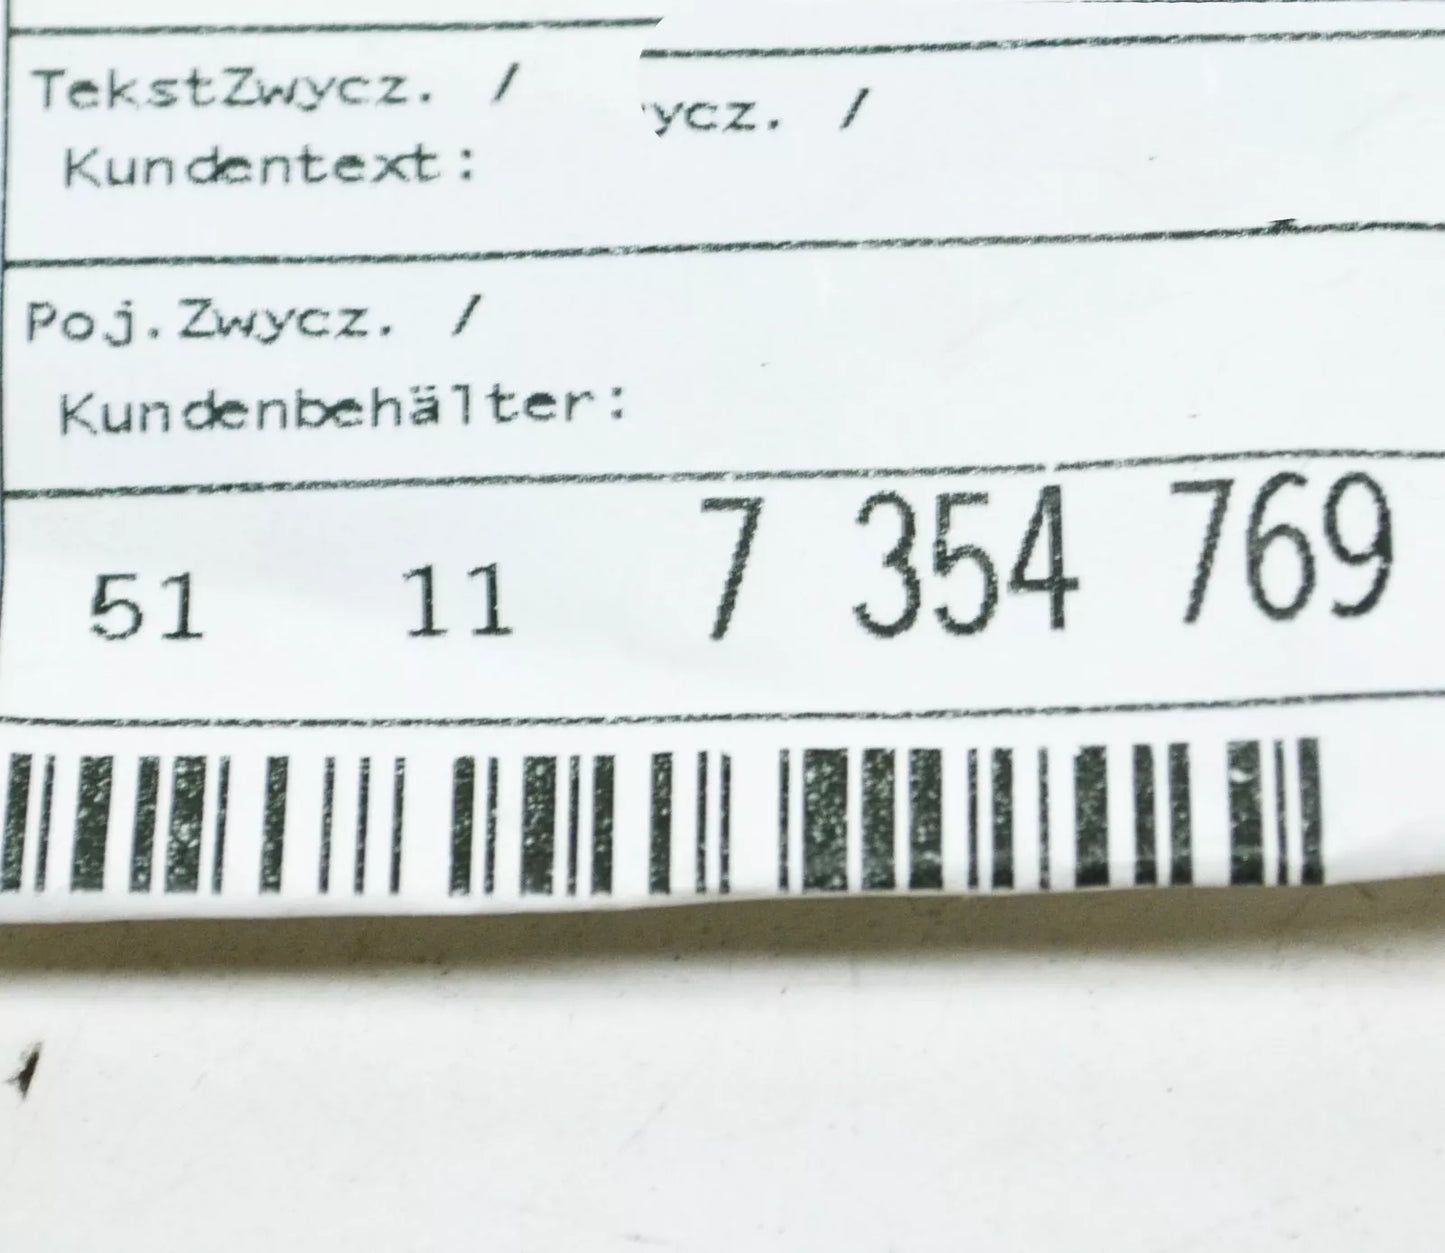 TekstZwycz. /
ycz. /
Kundentext:
Poj.Zwycz. /
Kundenbehälter:
51 11 7 354 769